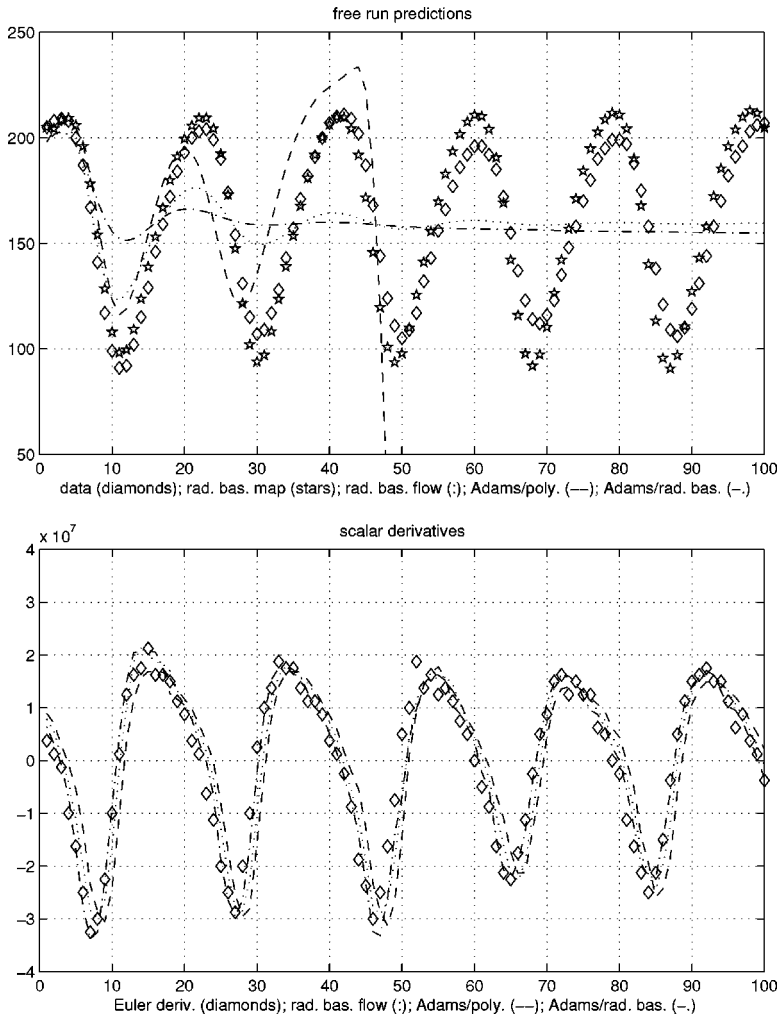 free run predictions
250
200
150
100
50
0 10 20 30 40 50 60 70 80 90 100
data (diamonds); rad. bas. map (stars); rad. bas. flow (:); Adams/poly. (−−); Adams/rad. bas. (−.)
scalar derivatives
x 10^7
4
3
2
1
0
−1
−2
−3
−4
0 10 20 30 40 50 60 70 80 90 100
Euler deriv. (diamonds); rad. bas. flow (:); Adams/poly. (−−); Adams/rad. bas. (−.)